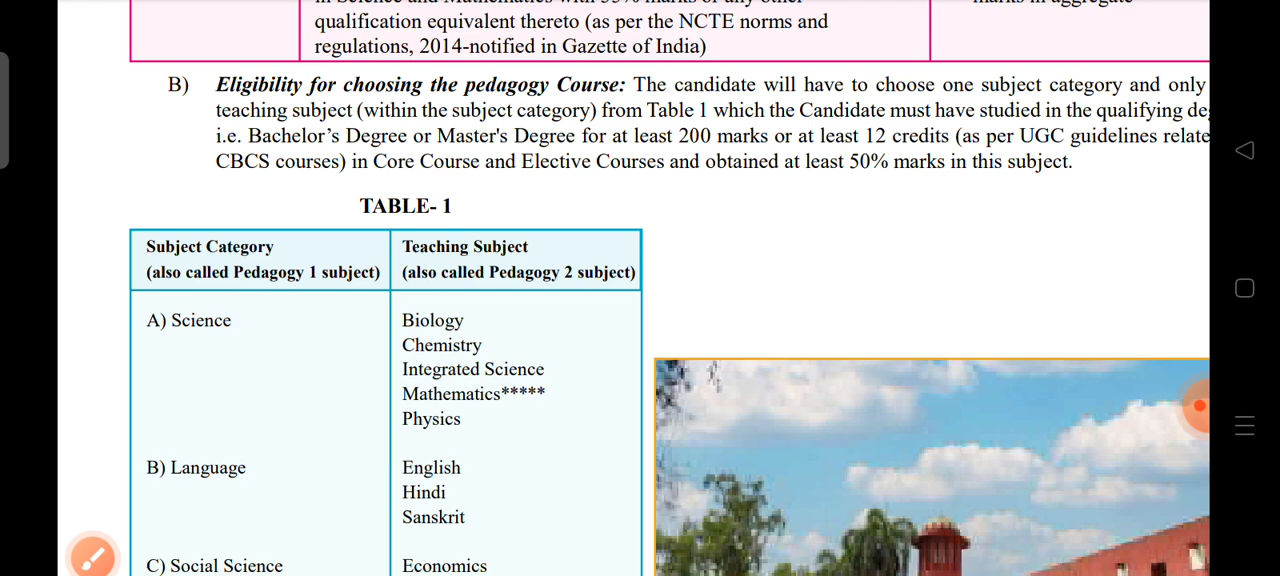 qualification equivalent thereto (as per the NCTE norms and
regulations, 2014-notified in Gazette of India)
B) Eligibility for choosing the pedagogy Course: The candidate will have to choose one subject category and only
teaching subject (within the subject category) from Table 1 which the Candidate must have studied in the qualifying
i.e. Bachelor's Degree or Master's Degree for at least 200 marks or at least 12 credits (as per UGC guidelines
CBCS courses) in Core Course and Elective Courses and obtained at least 50% marks in this subject.
TABLE- 1
Subject Category Teaching Subject
(also called Pedagogy 1 subject) (also called Pedagogy 2 subject)
A) Science Biology
Chemistry
Integrated Science
Mathematics*****
Physics
B) Language English
Hindi
Sanskrit
C) Social Science Economics